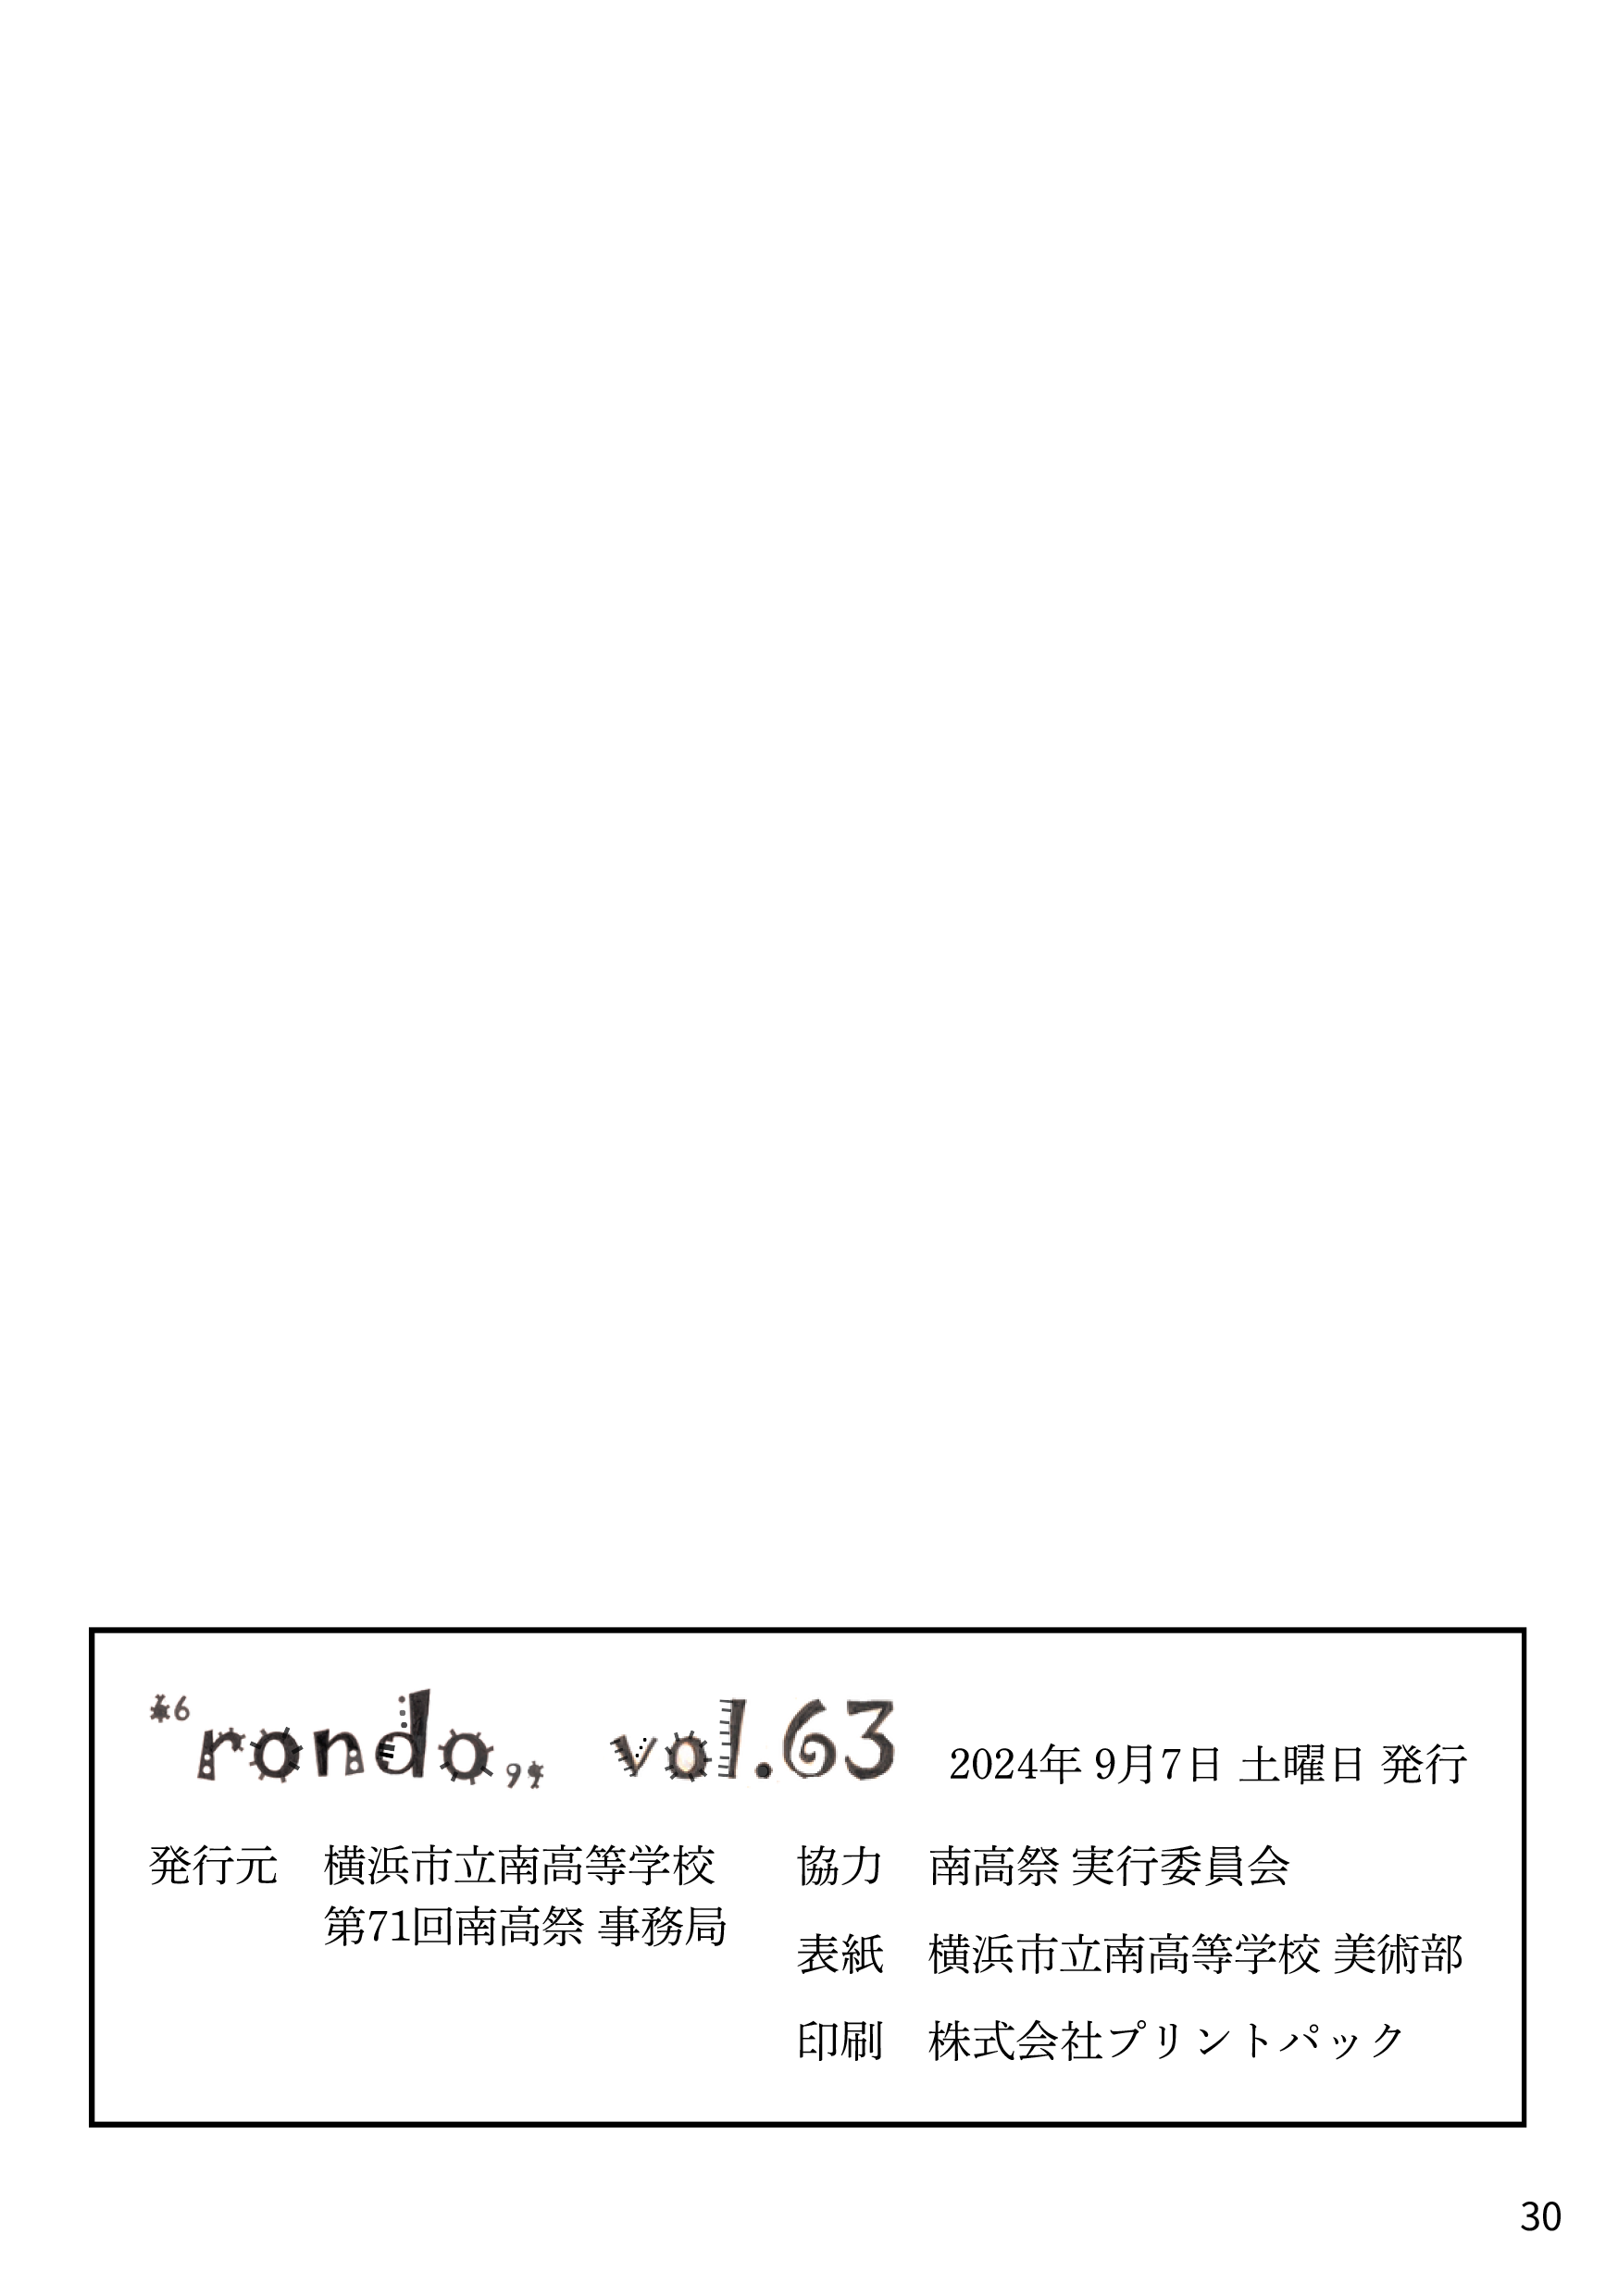 “rondo„ vol.63 2024年 9月7日 土曜日 発行
発行元 横浜市立南高等学校
第71回南高祭 事務局
協力 南高祭 実行委員会
表紙 横浜市立南高等学校 美術部
印刷 株式会社プリントパック
30